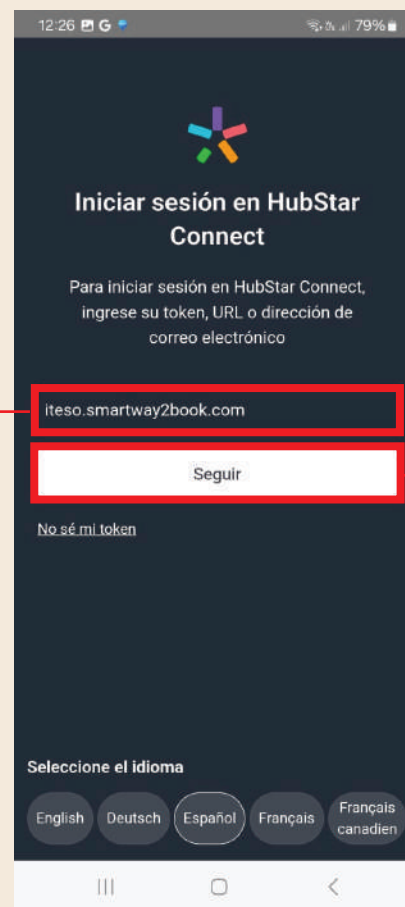 12:26 G 79%
Iniciar sesión en HubStar
Connect
Para iniciar sesión en HubStar Connect,
ingrese su token, URL o dirección de
correo electrónico
iteso.smartway2book.com
Seguir
No sé mi token
Seleccione el idioma
English Deutsch Español Français Français
canadien